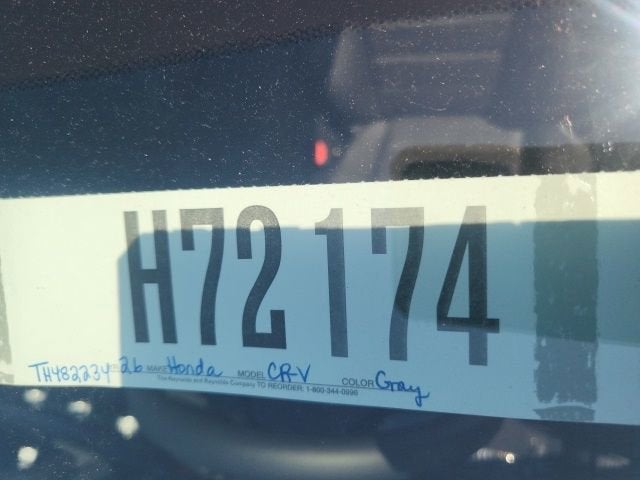 H72174
TH482234 26 MAKE Honda MODEL CR-V COLOR Gray
The Reynolds and Reynolds Company TO REORDER: 1-800-344-0996